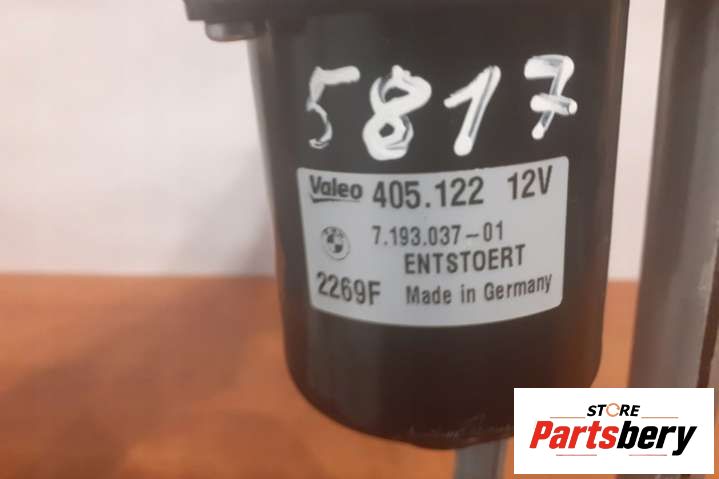 5817
Valeo 405.122 12V
7.193.037-01
ENTSTOERT
2269F Made in Germany
STORE
Partsbery